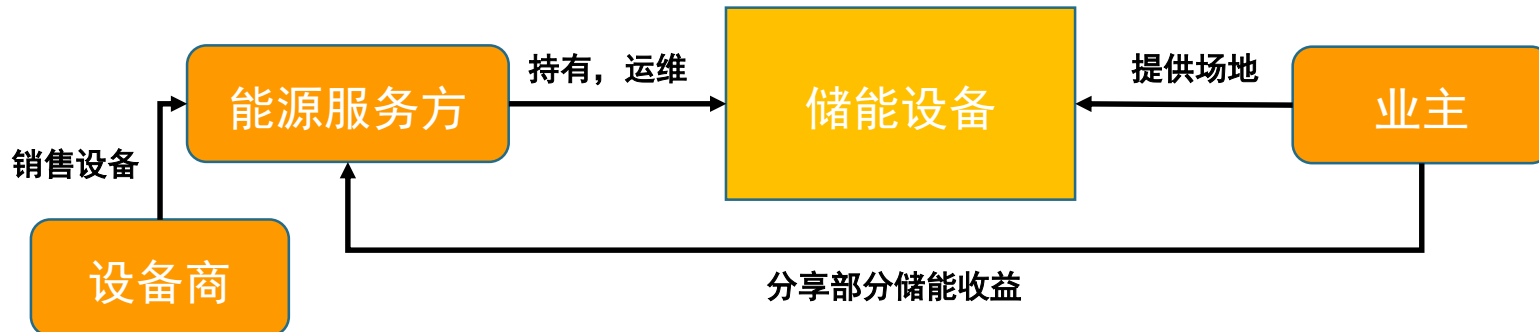 持有，运维
提供场地
能源服务方
储能设备
业主
销售设备
设备商
分享部分储能收益